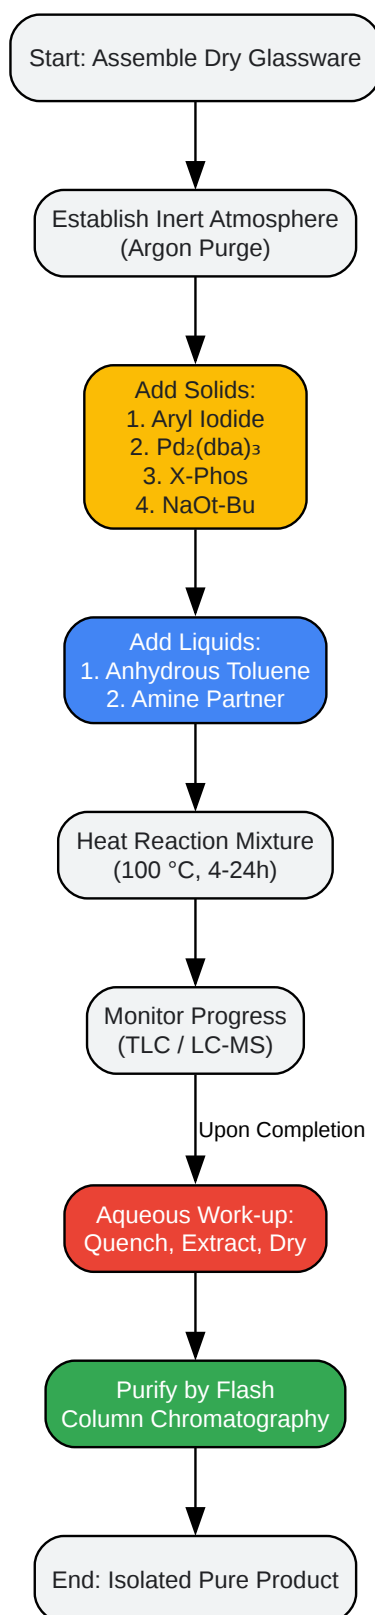 Start: Assemble Dry Glassware
Establish Inert Atmosphere
(Argon Purge)
Add Solids:
1. Aryl Iodide
2. Pd₂(dba)₃
3. X-Phos
4. NaOt-Bu
Add Liquids:
1. Anhydrous Toluene
2. Amine Partner
Heat Reaction Mixture
(100 °C, 4-24h)
Monitor Progress
(TLC / LC-MS)
Upon Completion
Aqueous Work-up:
Quench, Extract, Dry
Purify by Flash
Column Chromatography
End: Isolated Pure Product